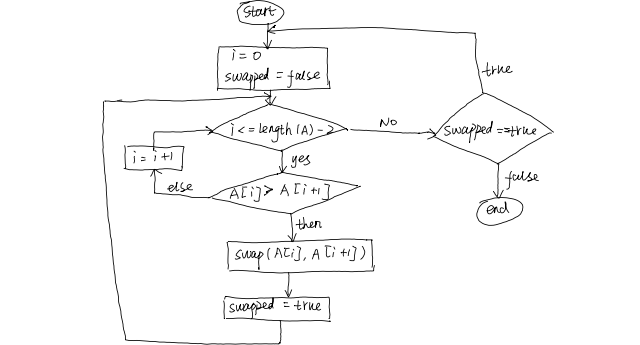 start
i = 0
swapped = false
i <= length(A) - 2
No
swapped == true
true
false
end
yes
i = i + 1
else
A[i] > A[i+1]
then
swap(A[i], A[i+1])
swapped = true